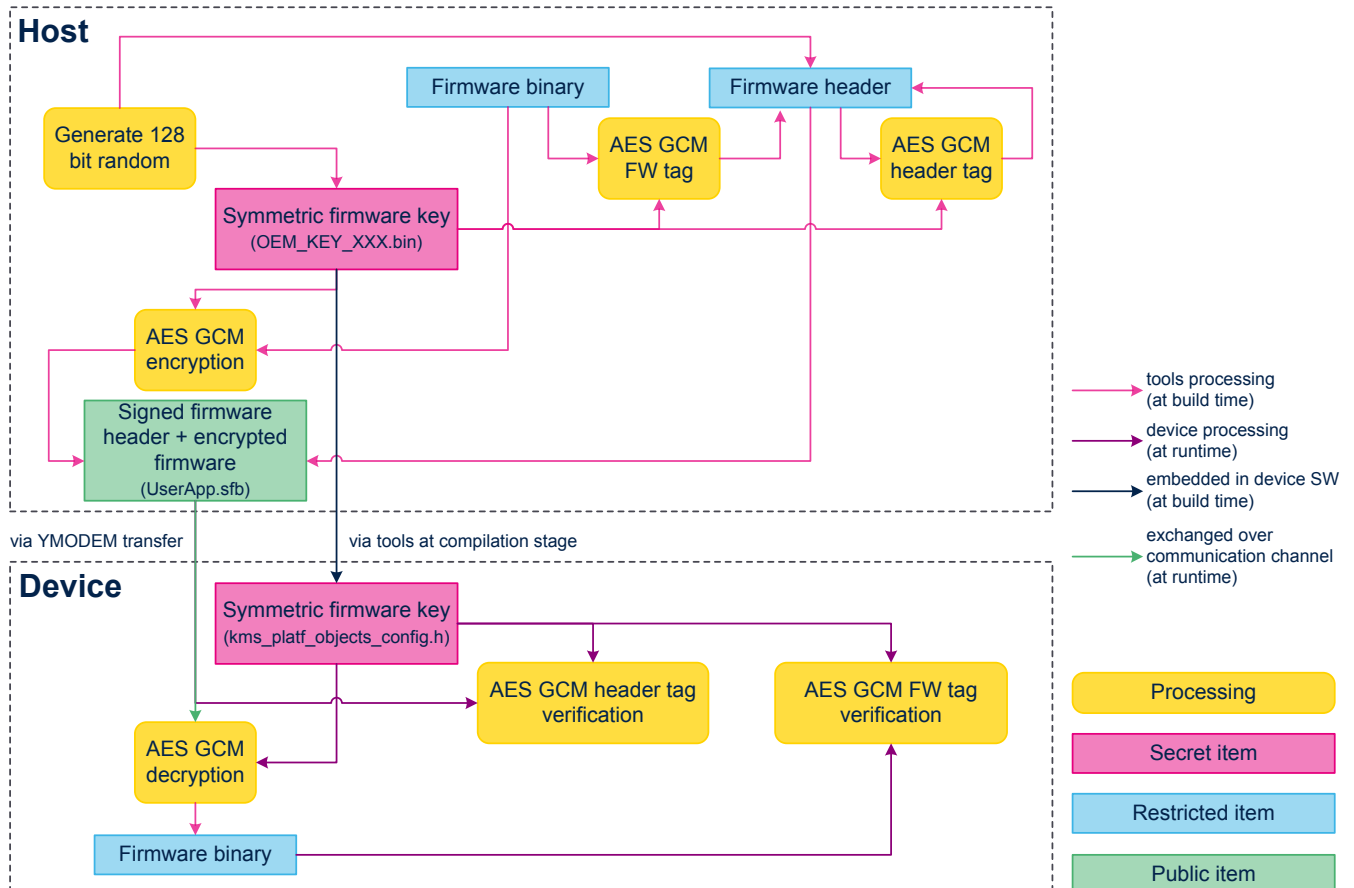 Host
Firmware binary
Firmware header
Generate 128
bit random
AES GCM
FW tag
AES GCM
header tag
Symmetric firmware key
(OEM_KEY_XXX.bin)
AES GCM
encryption
Signed firmware
header + encrypted
firmware
(UserApp.sfb)
via YMODEM transfer
via tools at compilation stage
Device
Symmetric firmware key
(kms_platf_objects_config.h)
AES GCM header tag
verification
AES GCM FW tag
verification
AES GCM
decryption
Firmware binary
tools processing
(at build time)
device processing
(at runtime)
embedded in device SW
(at build time)
exchanged over
communication channel
(at runtime)
Processing
Secret item
Restricted item
Public item